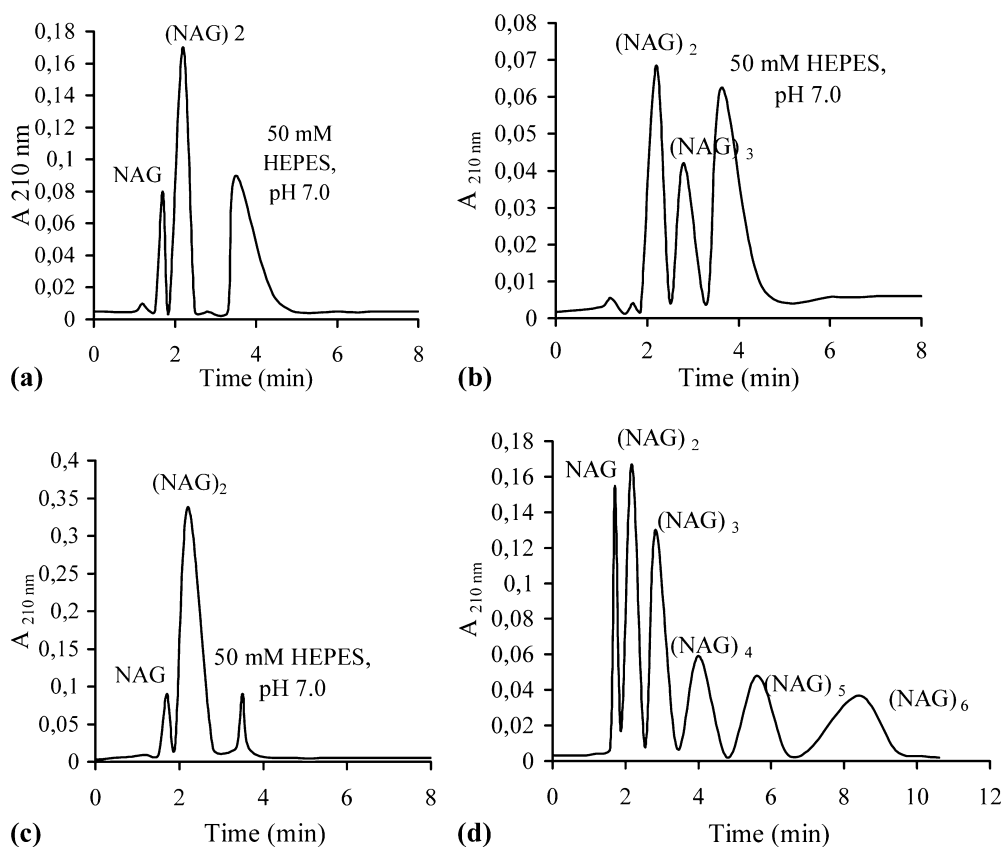 (NAG) 2
NAG
50 mM
HEPES,
pH 7.0
A 210 nm
0,18
0,16
0,14
0,12
0,1
0,08
0,06
0,04
0,02
0
0 2 4 6 8
Time (min)
(a)
(NAG) 2
50 mM HEPES,
pH 7.0
(NAG) 3
A 210 nm
0,08
0,07
0,06
0,05
0,04
0,03
0,02
0,01
0
0 2 4 6 8
Time (min)
(b)
(NAG)2
NAG
50 mM HEPES,
pH 7.0
A 210 nm
0,4
0,35
0,3
0,25
0,2
0,15
0,1
0,05
0
0 2 4 6 8
Time (min)
(c)
(NAG) 2
NAG
(NAG) 3
(NAG) 4
(NAG) 5
(NAG) 6
A 210 nm
0,18
0,16
0,14
0,12
0,1
0,08
0,06
0,04
0,02
0
0 2 4 6 8 10 12
Time (min)
(d)